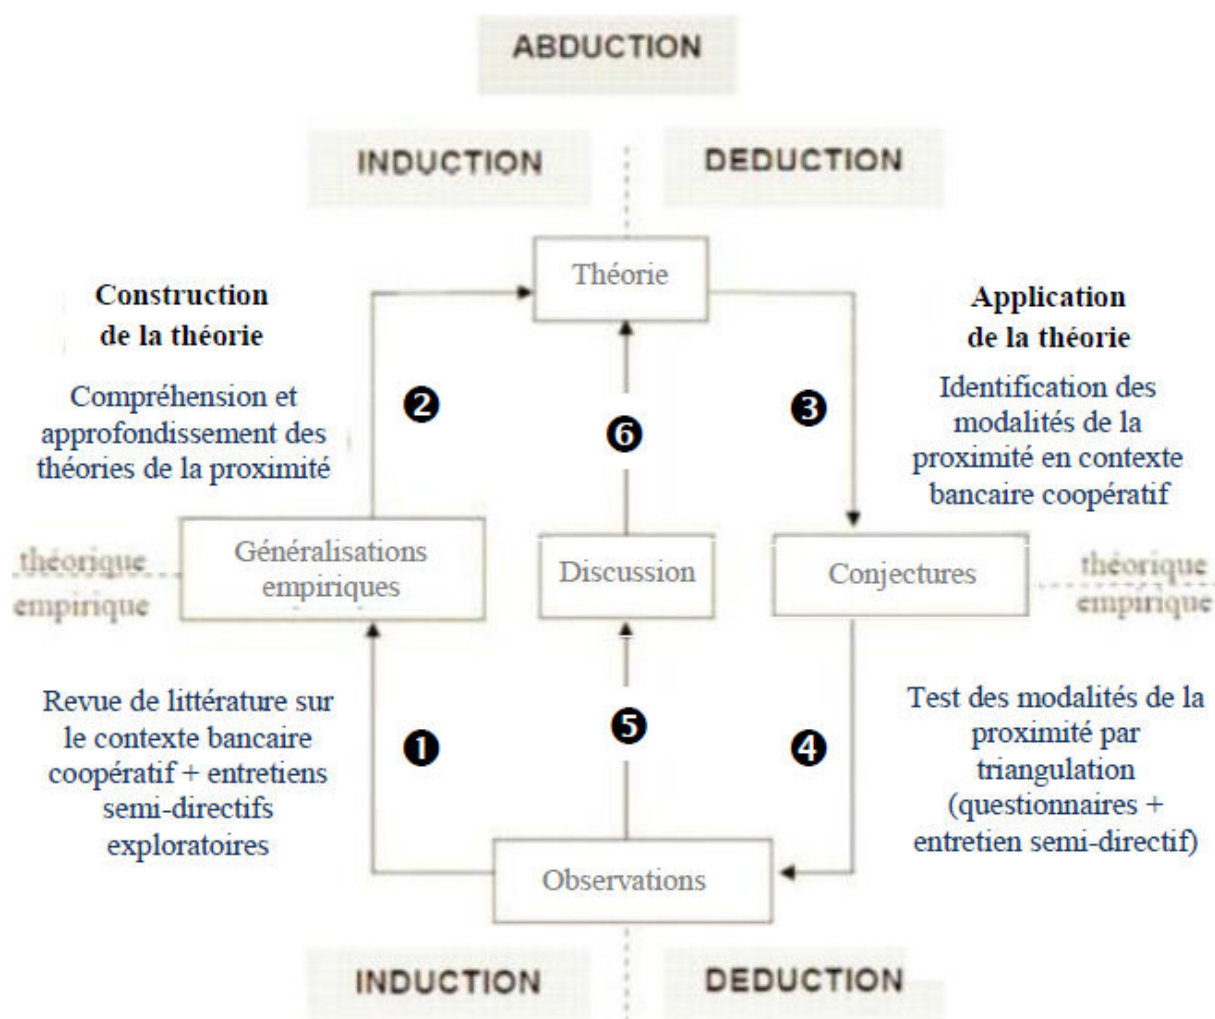 ABDUCTION
INDUCTION
DEDUCTION
Théorie
Construction
de la théorie
Compréhension et
approfondissement des
théories de la proximité
❷
❻
❸
Application
de la théorie
Identification des
modalités de la
proximité en contexte
bancaire coopératif
théorique
empirique
Généralisations
empiriques
Discussion
Conjectures
théorique
empirique
Revue de littérature sur
le contexte bancaire
coopératif + entretiens
semi-directifs
exploratoires
❶
❺
❹
Test des modalités de la
proximité par
triangulation
(questionnaires +
entretien semi-directif)
Observations
INDUCTION
DEDUCTION